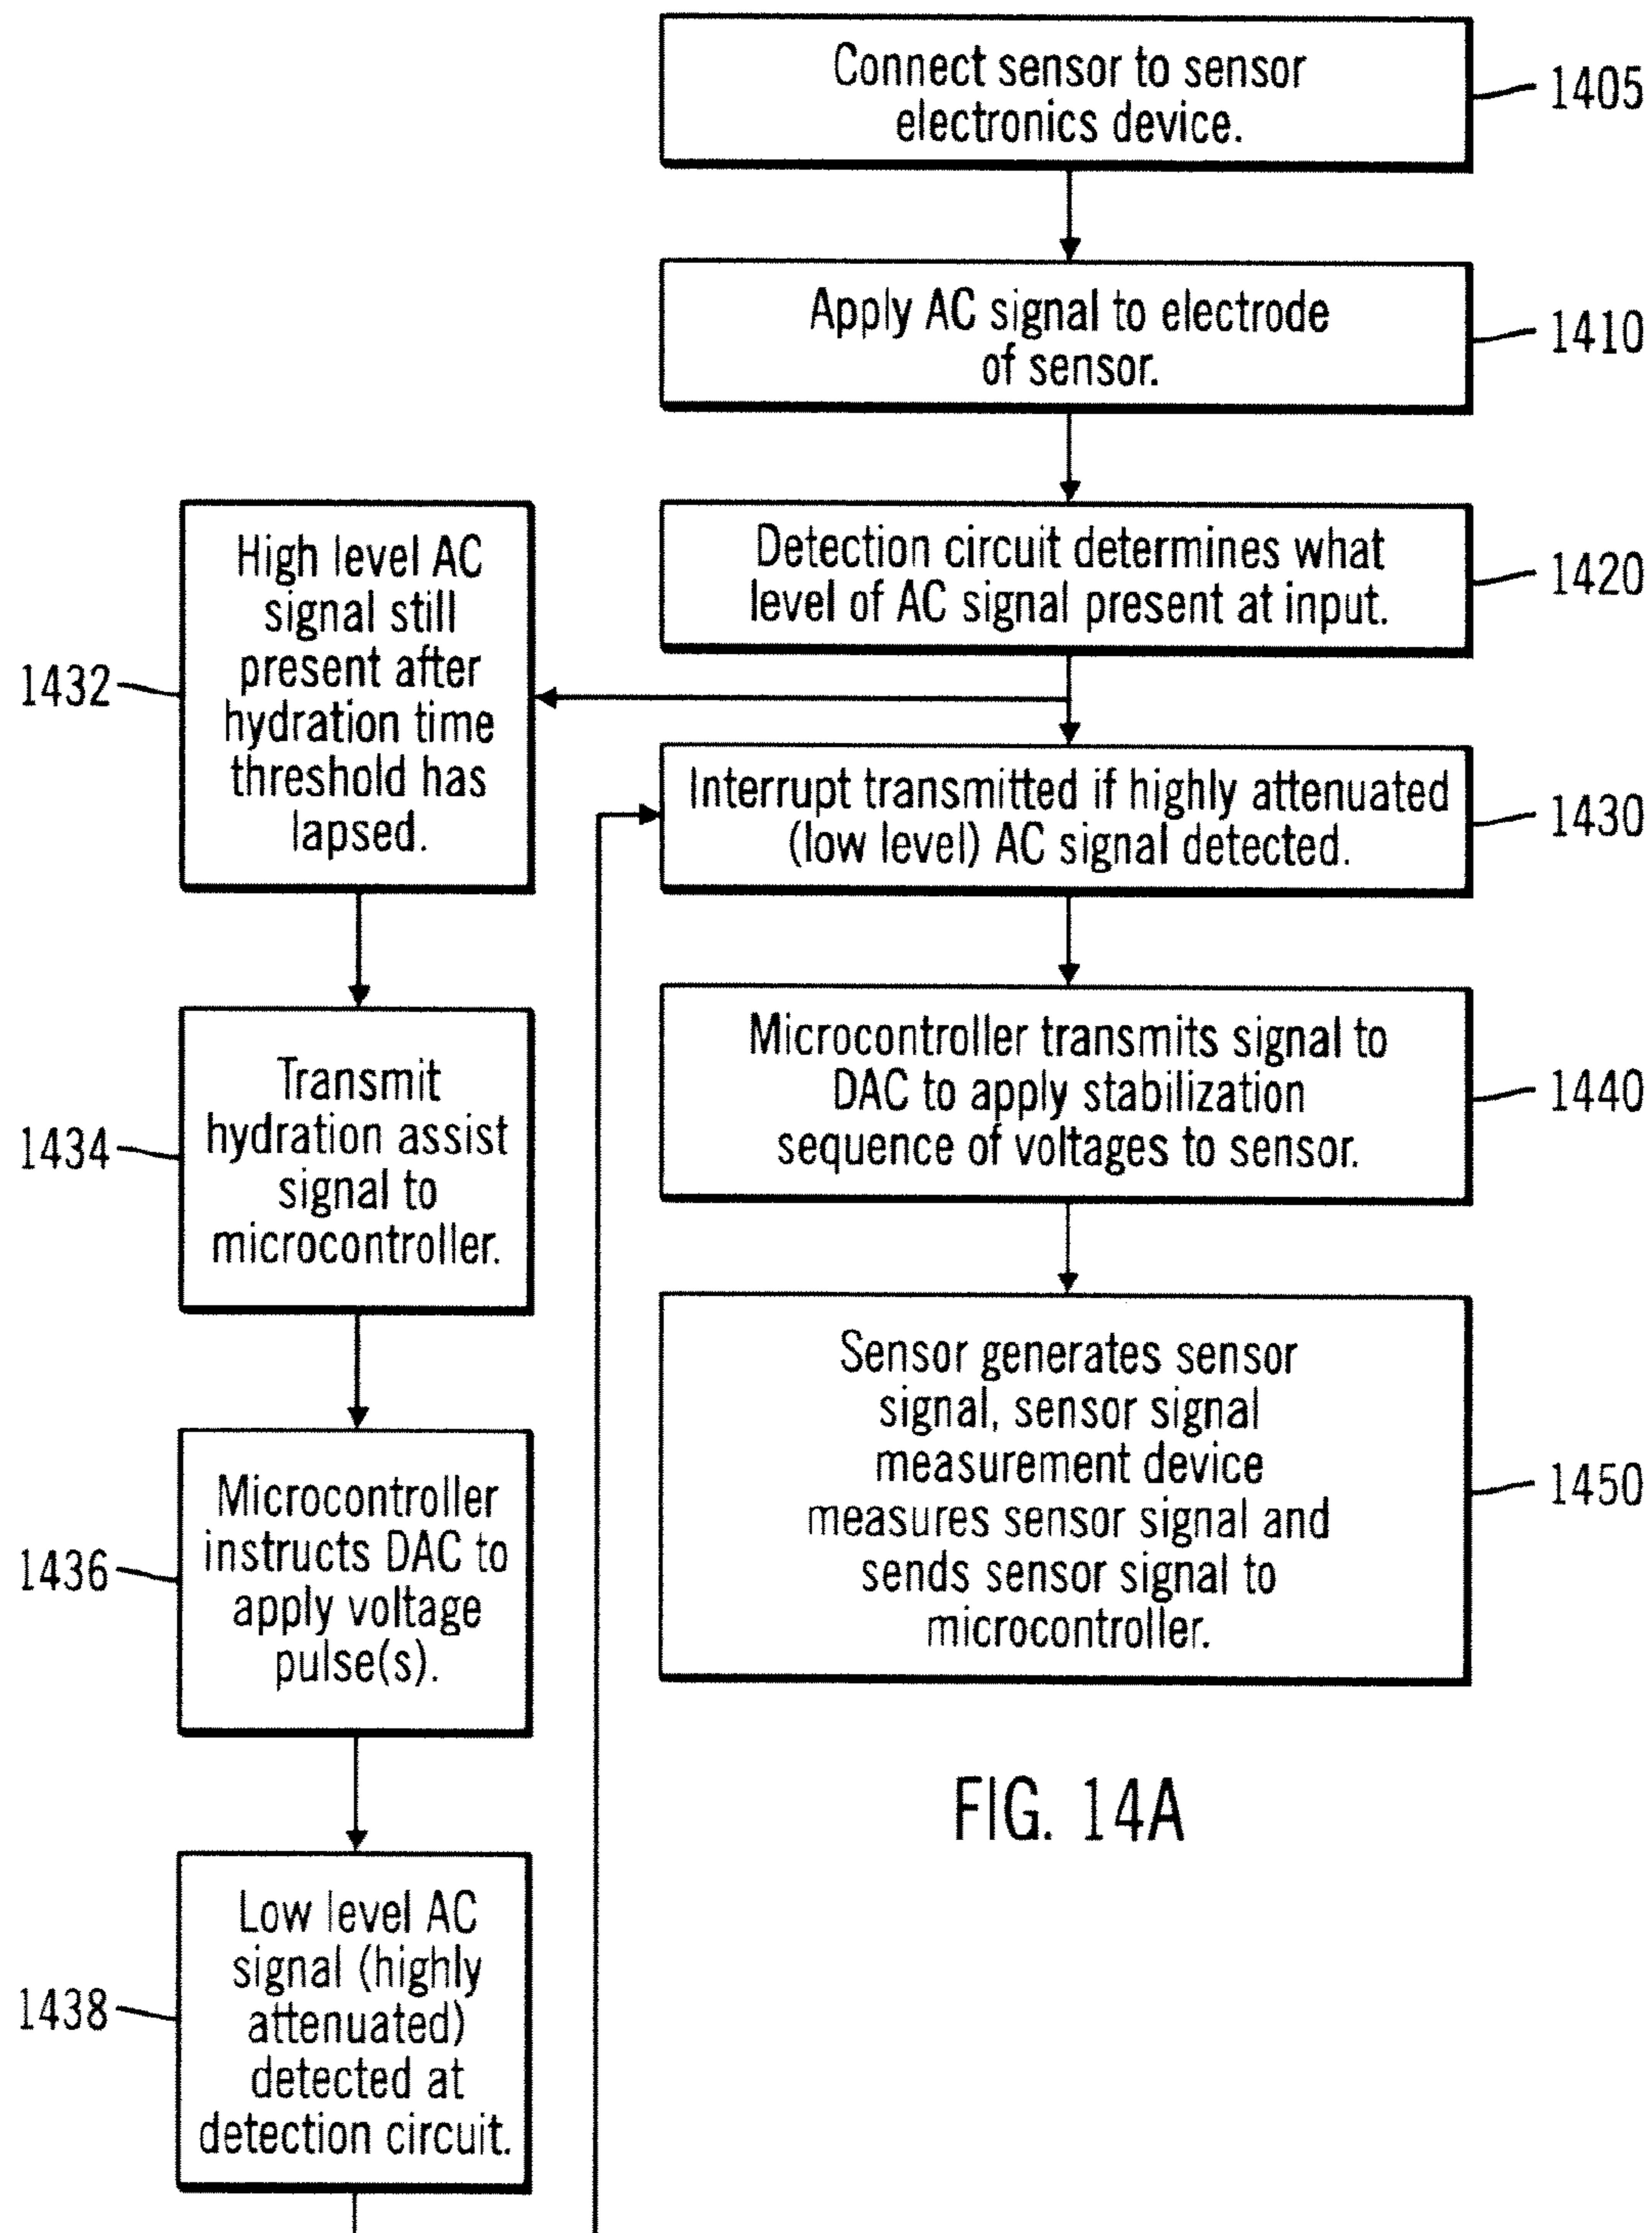 Connect sensor to sensor
electronics device.
1405
Apply AC signal to electrode
of sensor.
1410
Detection circuit determines what
level of AC signal present at input.
1420
High level AC
signal still
present after
hydration time
threshold has
lapsed.
1432
Interrupt transmitted if highly attenuated
(low level) AC signal detected.
1430
Transmit
hydration assist
signal to
microcontroller.
1434
Microcontroller transmits signal to
DAC to apply stabilization
sequence of voltages to sensor.
1440
Microcontroller
instructs DAC to
apply voltage
pulse(s).
1436
Sensor generates sensor
signal, sensor signal
measurement device
measures sensor signal and
sends sensor signal to
microcontroller.
1450
Low level AC
signal (highly
attenuated)
detected at
detection circuit.
1438
FIG. 14A